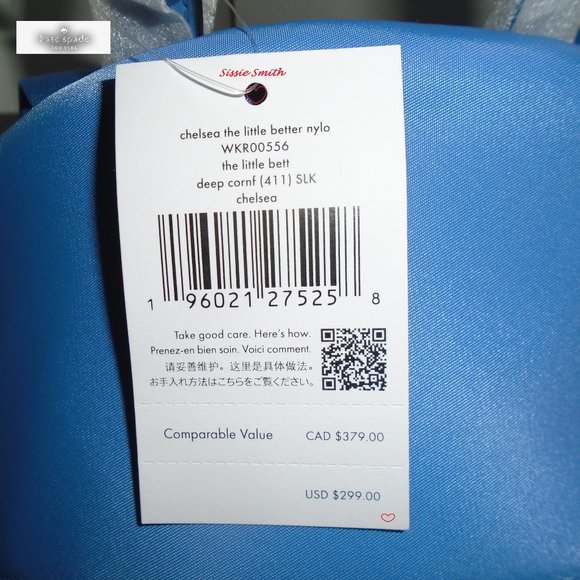 kate spade
NEW YORK
Sissie Smith
chelsea the little better nylo
WKR00556
the little bett
deep cornf (411) SLK
chelsea
1 96021 27525 8
Take good care. Here's how.
Prenez-en bien soin. Voici comment.
请妥善维护。这里是具体做法。
お手入れ方法はこちらをご覧ください。
Comparable Value CAD $379.00
USD $299.00